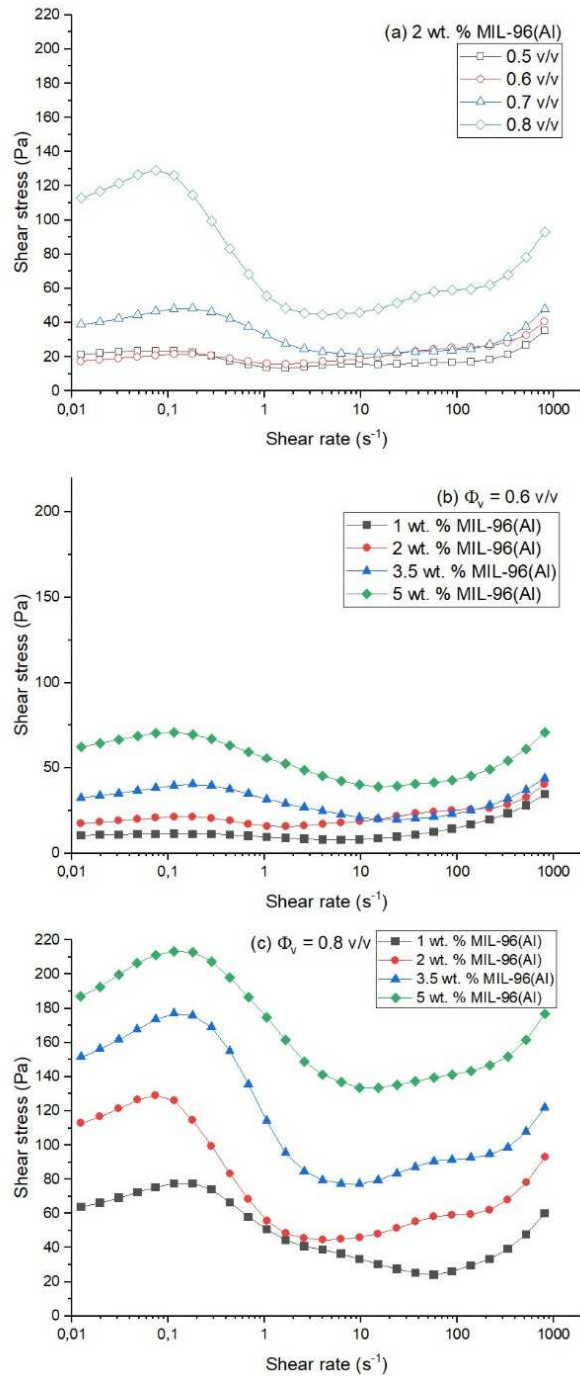 (a) 2 wt. % MIL-96(Al)
0.5 v/v
0.6 v/v
0.7 v/v
0.8 v/v
220
200
180
160
140
120
100
80
60
40
20
0
Shear stress (Pa)
0,01 0,1 1 10 100 1000
Shear rate (s⁻¹)
(b) Φᵥ = 0.6 v/v
1 wt. % MIL-96(Al)
2 wt. % MIL-96(Al)
3.5 wt. % MIL-96(Al)
5 wt. % MIL-96(Al)
200
150
100
50
0
Shear stress (Pa)
0,01 0,1 1 10 100 1000
Shear rate (s⁻¹)
(c) Φᵥ = 0.8 v/v
1 wt. % MIL-96(Al)
2 wt. % MIL-96(Al)
3.5 wt. % MIL-96(Al)
5 wt. % MIL-96(Al)
220
200
180
160
140
120
100
80
60
40
20
0
Shear stress (Pa)
0,01 0,1 1 10 100 1000
Shear rate (s⁻¹)